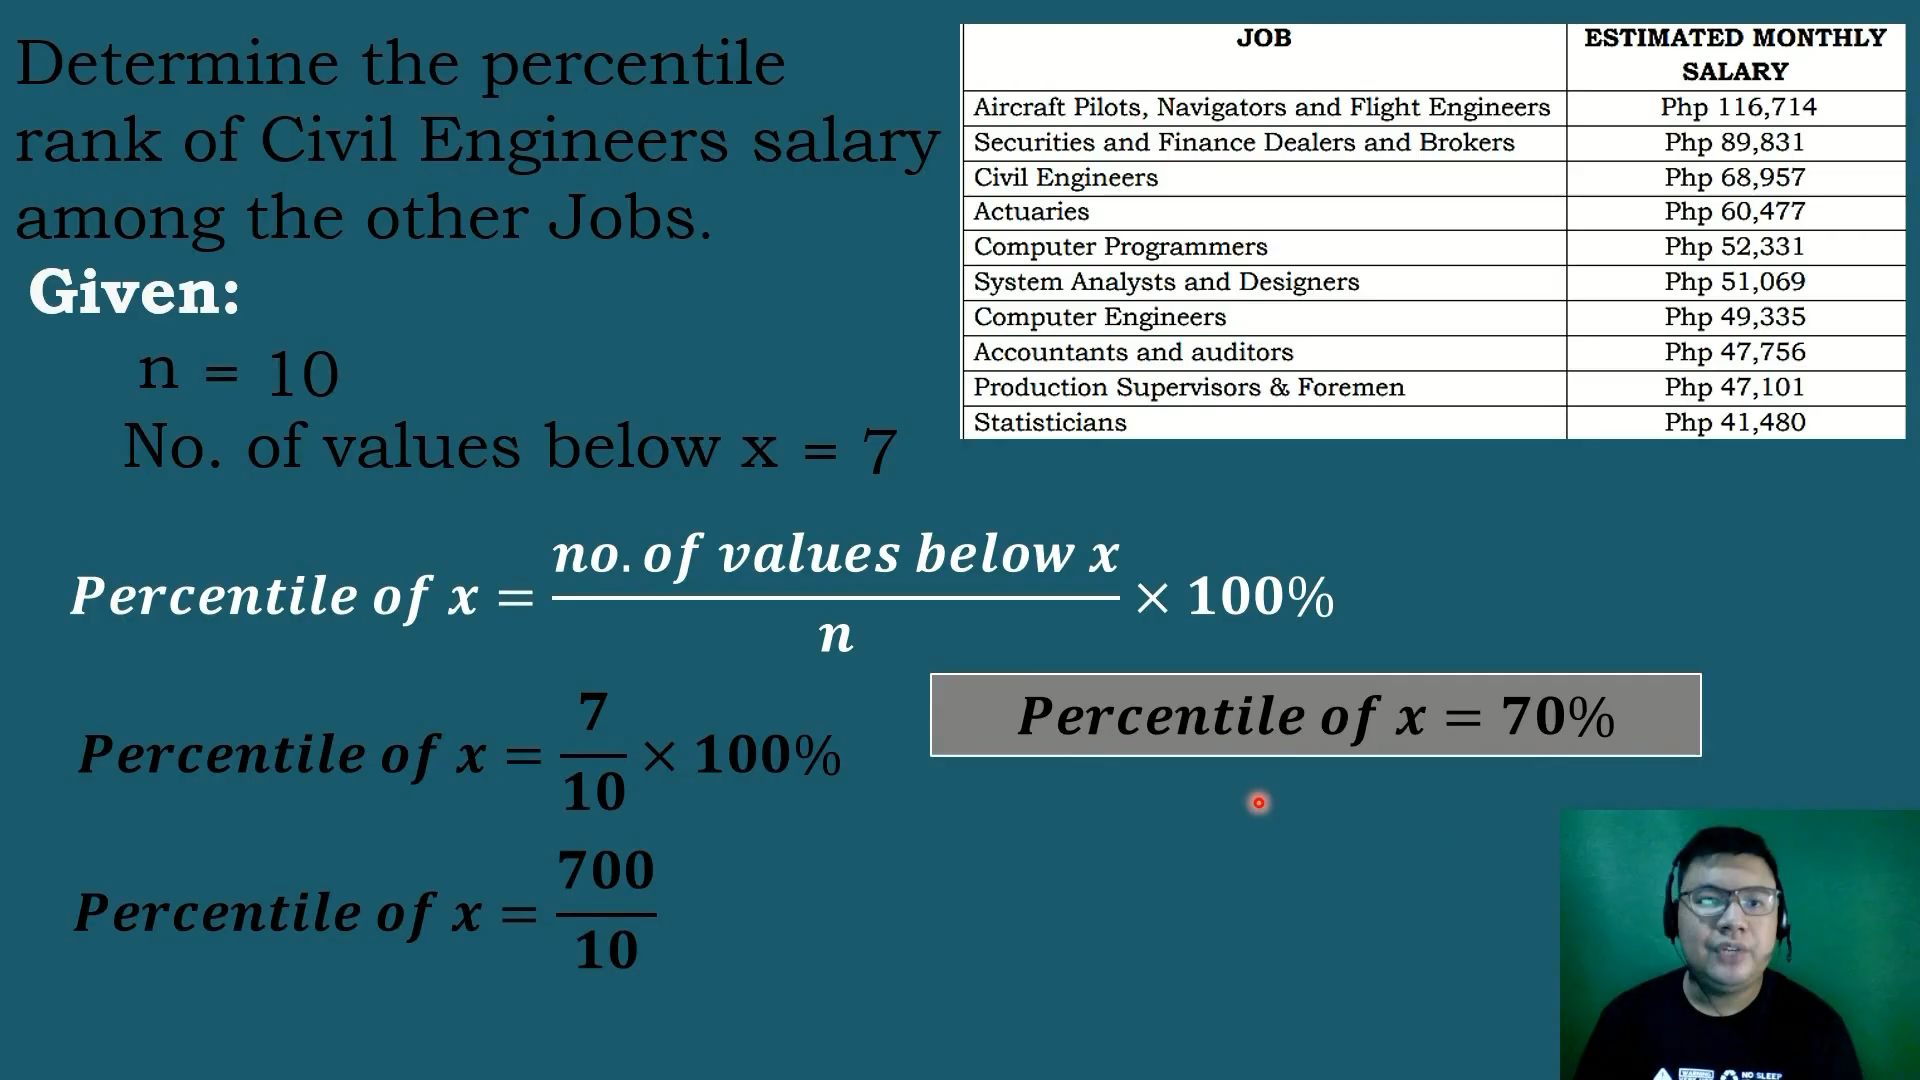 Determine the percentile
rank of Civil Engineers salary
among the other Jobs.
Given:
n = 10
No. of values below x = 7
JOB
ESTIMATED MONTHLY
SALARY
Aircraft Pilots, Navigators and Flight Engineers Php 116,714
Securities and Finance Dealers and Brokers Php 89,831
Civil Engineers Php 68,957
Actuaries Php 60,477
Computer Programmers Php 52,331
System Analysts and Designers Php 51,069
Computer Engineers Php 49,335
Accountants and auditors Php 47,756
Production Supervisors & Foremen Php 47,101
Statisticians Php 41,480
Percentile of x = no. of values below x / n × 100%
Percentile of x = 7/10 × 100%
Percentile of x = 700/10
Percentile of x = 70%
WARNING
NO SLEEP